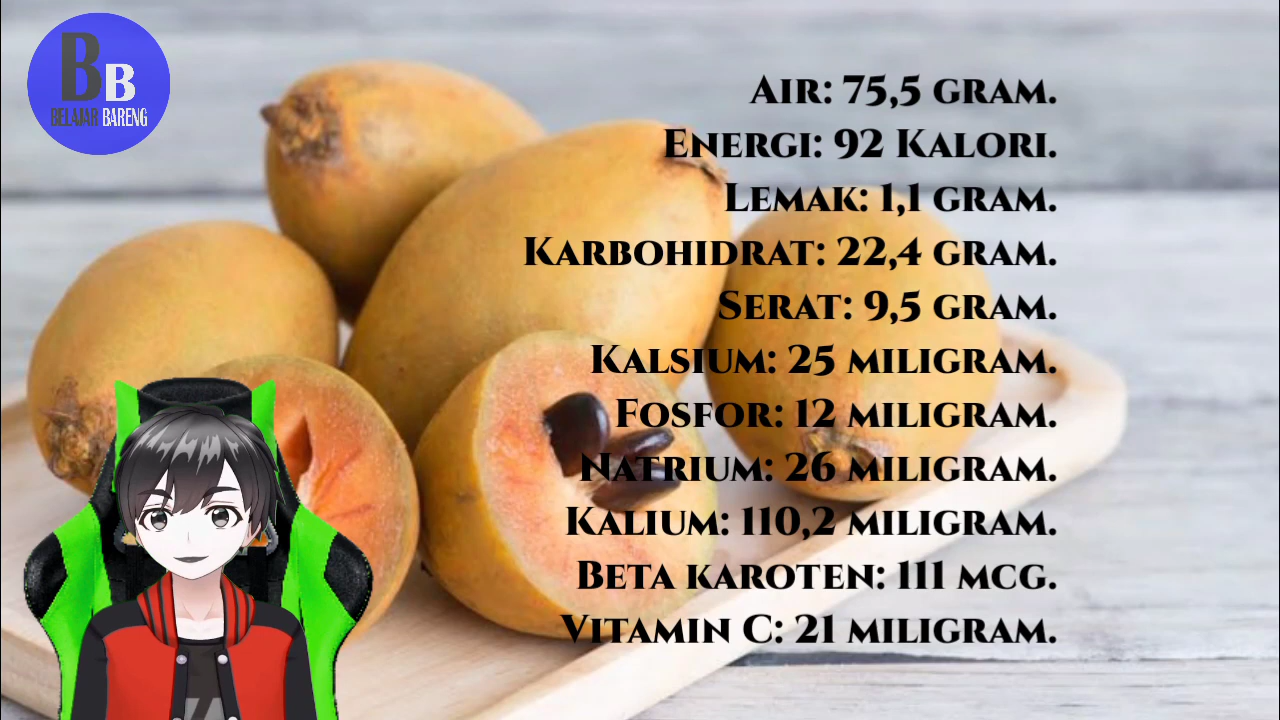 BB
BELAJAR BARENG
Air: 75,5 gram.
Energi: 92 Kalori.
Lemak: 1,1 gram.
Karbohidrat: 22,4 gram.
Serat: 9,5 gram.
Kalsium: 25 miligram.
Fosfor: 12 miligram.
Natrium: 26 miligram.
Kalium: 110,2 miligram.
Beta karoten: 111 mcg.
Vitamin C: 21 miligram.